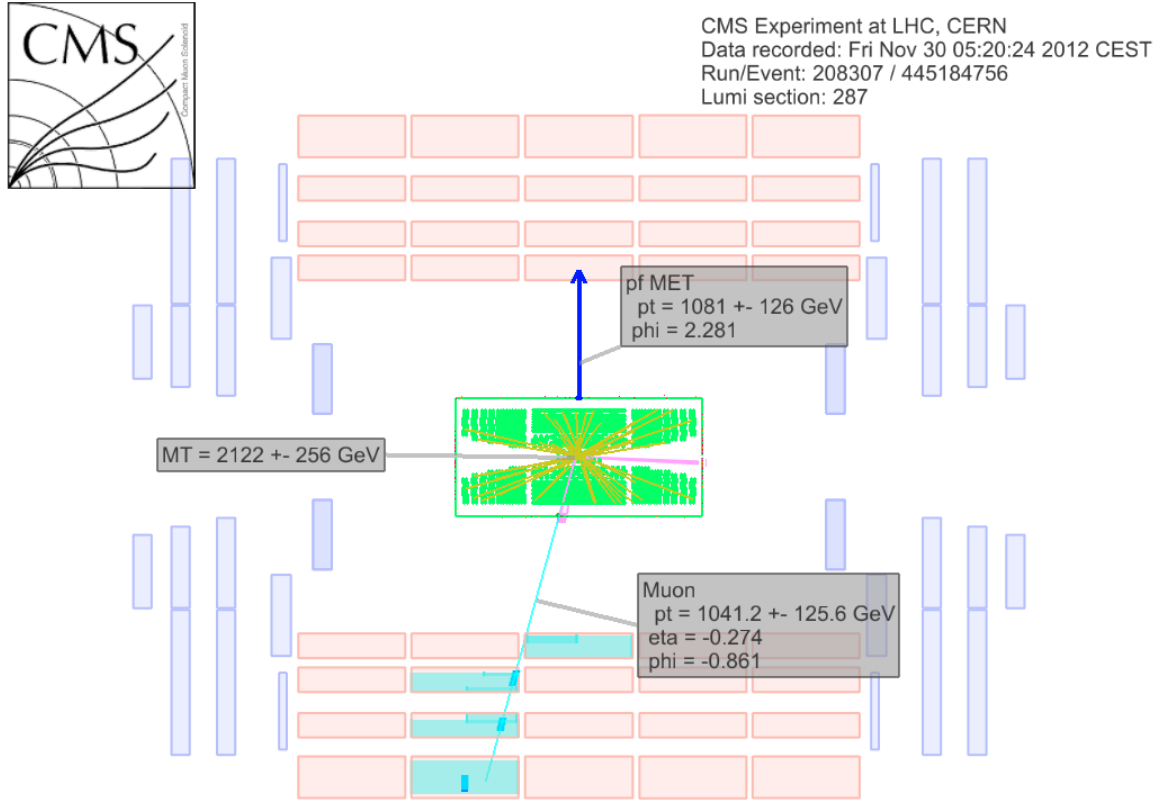 CMS
Compact Muon Solenoid
CMS Experiment at LHC, CERN
Data recorded: Fri Nov 30 05:20:24 2012 CEST
Run/Event: 208307 / 445184756
Lumi section: 287
pf MET
pt = 1081 +- 126 GeV
phi = 2.281
MT = 2122 +- 256 GeV
Muon
pt = 1041.2 +- 125.6 GeV
eta = -0.274
phi = -0.861